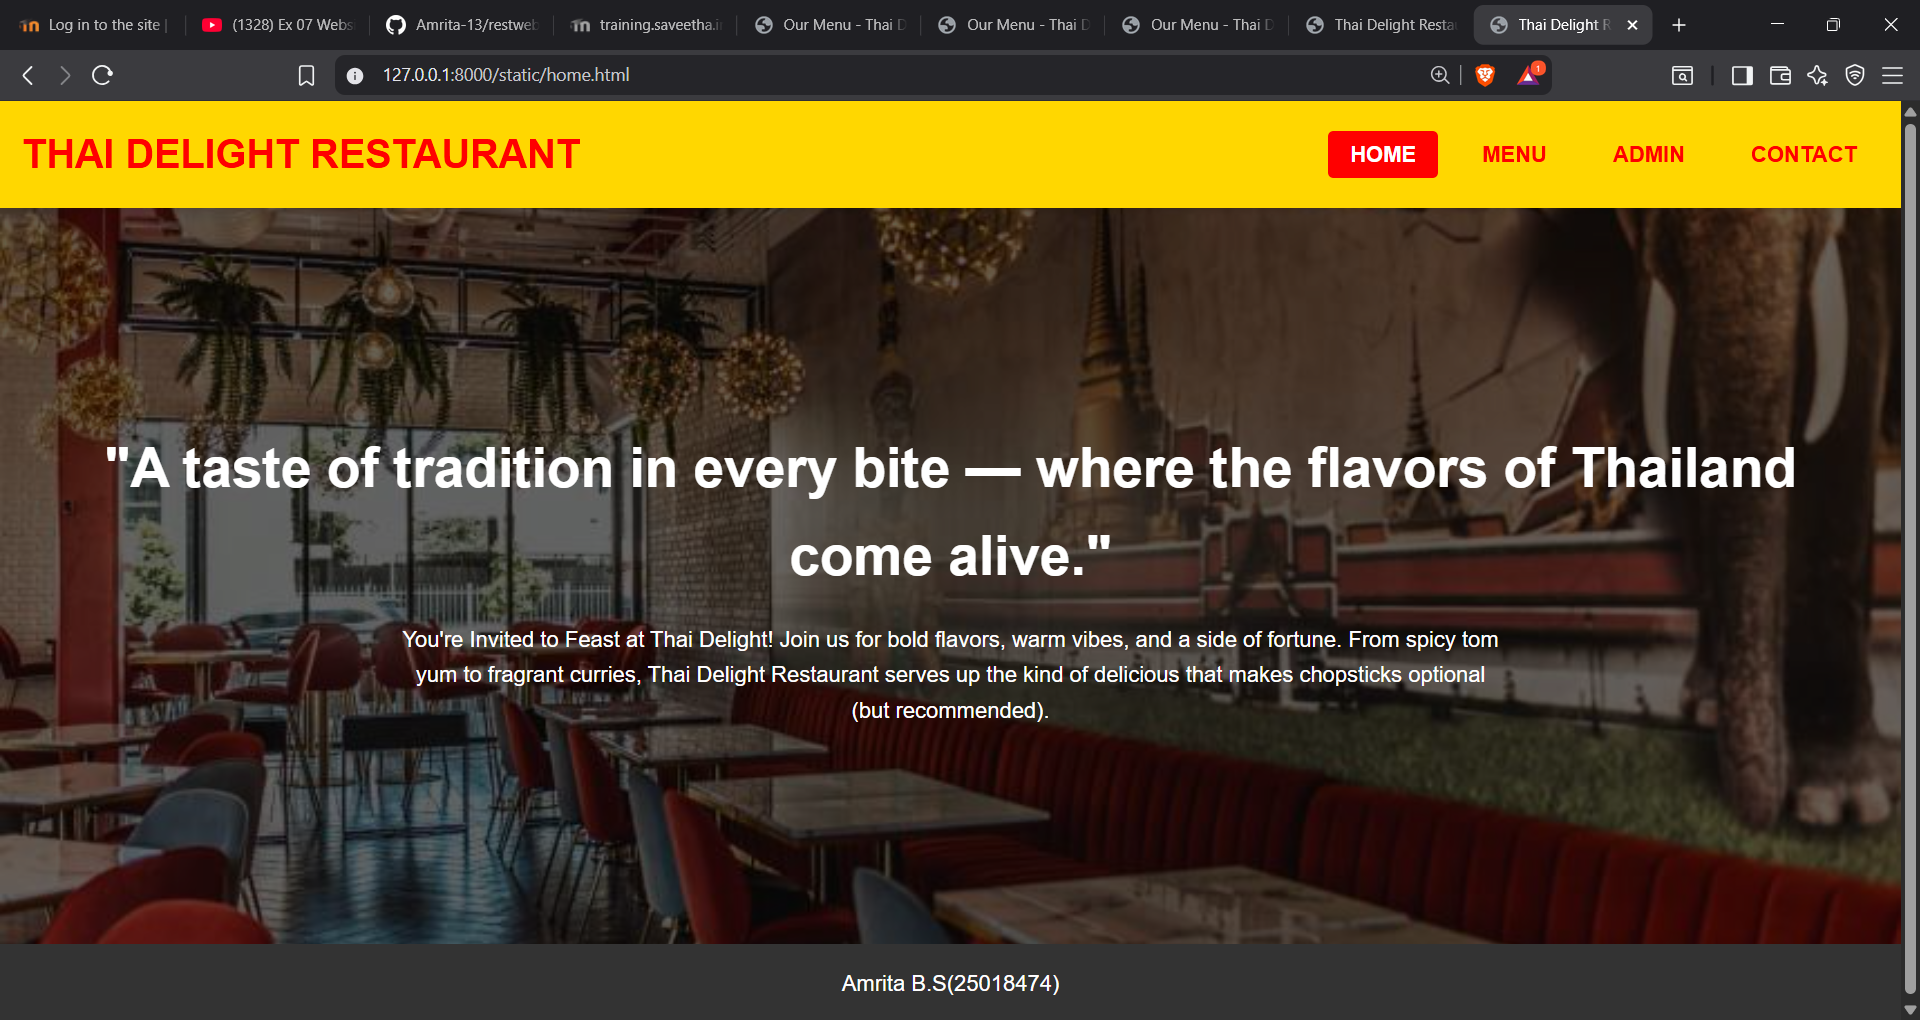 Log in to the site |
(1328) Ex 07 Webs
Amrita-13/restweb
training.saveetha.i
Our Menu - Thai D
Our Menu - Thai D
Our Menu - Thai D
Thai Delight Resta
Thai Delight R
127.0.0.1:8000/static/home.html
1
THAI DELIGHT RESTAURANT
HOME
MENU
ADMIN
CONTACT
"A taste of tradition in every bite — where the flavors of Thailand
come alive."
You're Invited to Feast at Thai Delight! Join us for bold flavors, warm vibes, and a side of fortune. From spicy tom
yum to fragrant curries, Thai Delight Restaurant serves up the kind of delicious that makes chopsticks optional
(but recommended).
Amrita B.S(25018474)